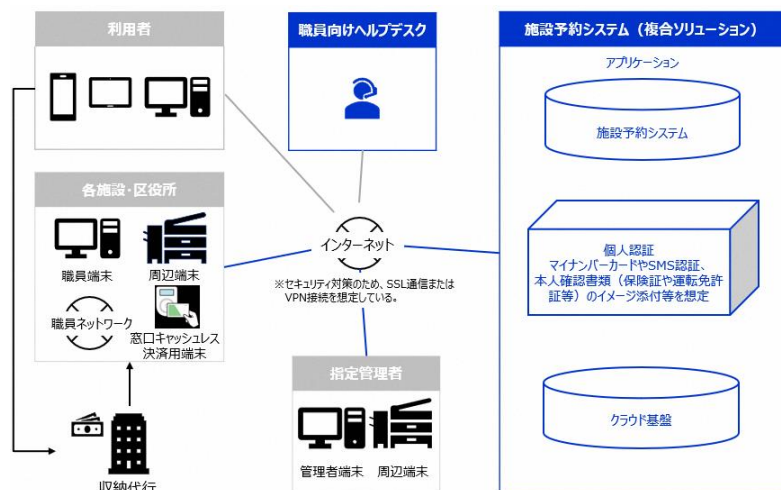 利用者
職員向けヘルプデスク
施設予約システム（複合ソリューション）
アプリケーション
施設予約システム
各施設・区役所
職員端末
周辺端末
職員ネットワーク
窓口キャッシュレス
決済用端末
インターネット
※セキュリティ対策のため、SSL通信または
VPN接続を想定している。
個人認証
マイナンバーカードやSMS認証、
本人確認書類（保険証や運転免許
証等）のイメージ添付等を想定
指定管理者
管理者端末
周辺端末
クラウド基盤
収納代行